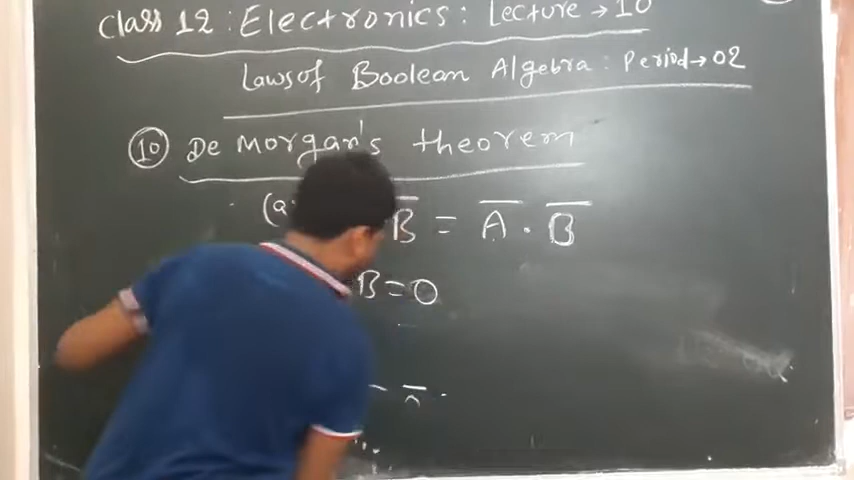 Class 12 : Electronics : Lecture → 10
Laws of Boolean Algebra : Period → 02
(10) De Morgan's theorem
(a) B̅ = A̅ . B̅
B = 0